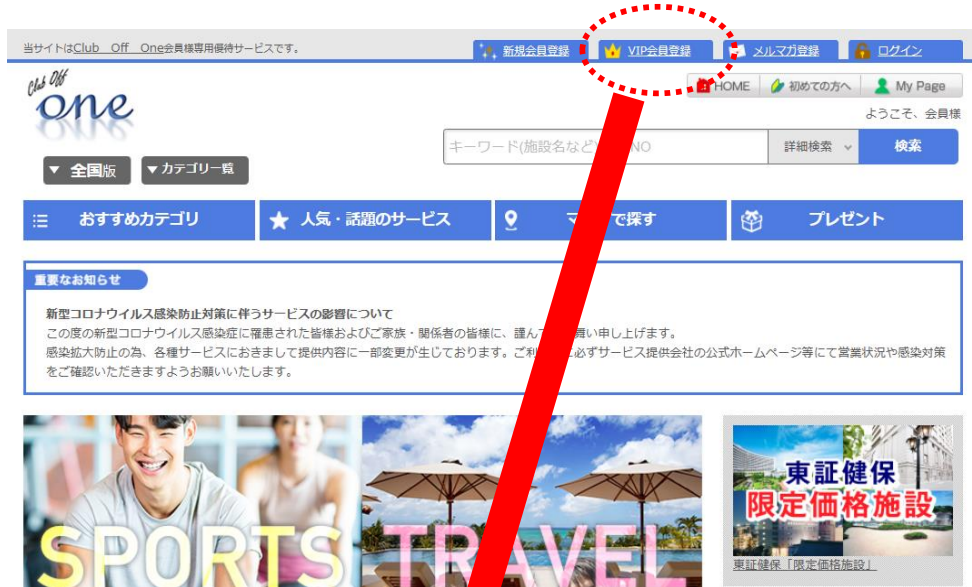 当サイトはClub Off One会員様専用優待サービスです。
新規会員登録
VIP会員登録
メルマガ登録
ログイン
Club Off
one
HOME
初めての方へ
My Page
ようこそ、会員様
キーワード(施設名など) NO
詳細検索
検索
▼ 全国版
▼カテゴリ一覧
おすすめカテゴリ
人気・話題のサービス
で探す
プレゼント
重要なお知らせ
新型コロナウイルス感染防止対策に伴うサービスの影響について
この度の新型コロナウイルス感染症に罹患された皆様およびご家族・関係者の皆様に、謹んで 舞い申し上げます。
感染拡大防止の為、各種サービスにおきまして提供内容に一部変更が生じております。ご利 必ずサービス提供会社の公式ホームページ等にて営業状況や感染対策
をご確認いただきますようお願いいたします。
SPORTS
TRAVEL
東証健保
限定価格施設
東証健保「限定価格施設」